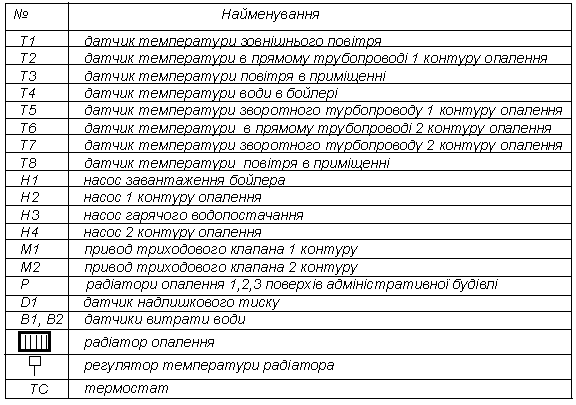 № Найменування
Т1 датчик температури зовнішнього повітря
Т2 датчик температури в прямому трубопроводі 1 контуру опалення
Т3 датчик температури повітря в приміщенні
Т4 датчик температури води в бойлері
Т5 датчик температури зворотного турбопроводу 1 контуру опалення
Т6 датчик температури в прямому трубопроводі 2 контуру опалення
Т7 датчик температури зворотного турбопроводу 2 контуру опалення
Т8 датчик температури повітря в приміщенні
Н1 насос завантаження бойлера
Н2 насос 1 контуру опалення
Н3 насос гарячого водопостачання
Н4 насос 2 контуру опалення
М1 привод триходового клапана 1 контуру
М2 привод триходового клапана 2 контуру
Р радіатори опалення 1,2,3 поверхів адміністративної будівлі
D1 датчик надлишкового тиску
В1, В2 датчики витрати води
радіатор опалення
регулятор температури радіатора
ТС термостат